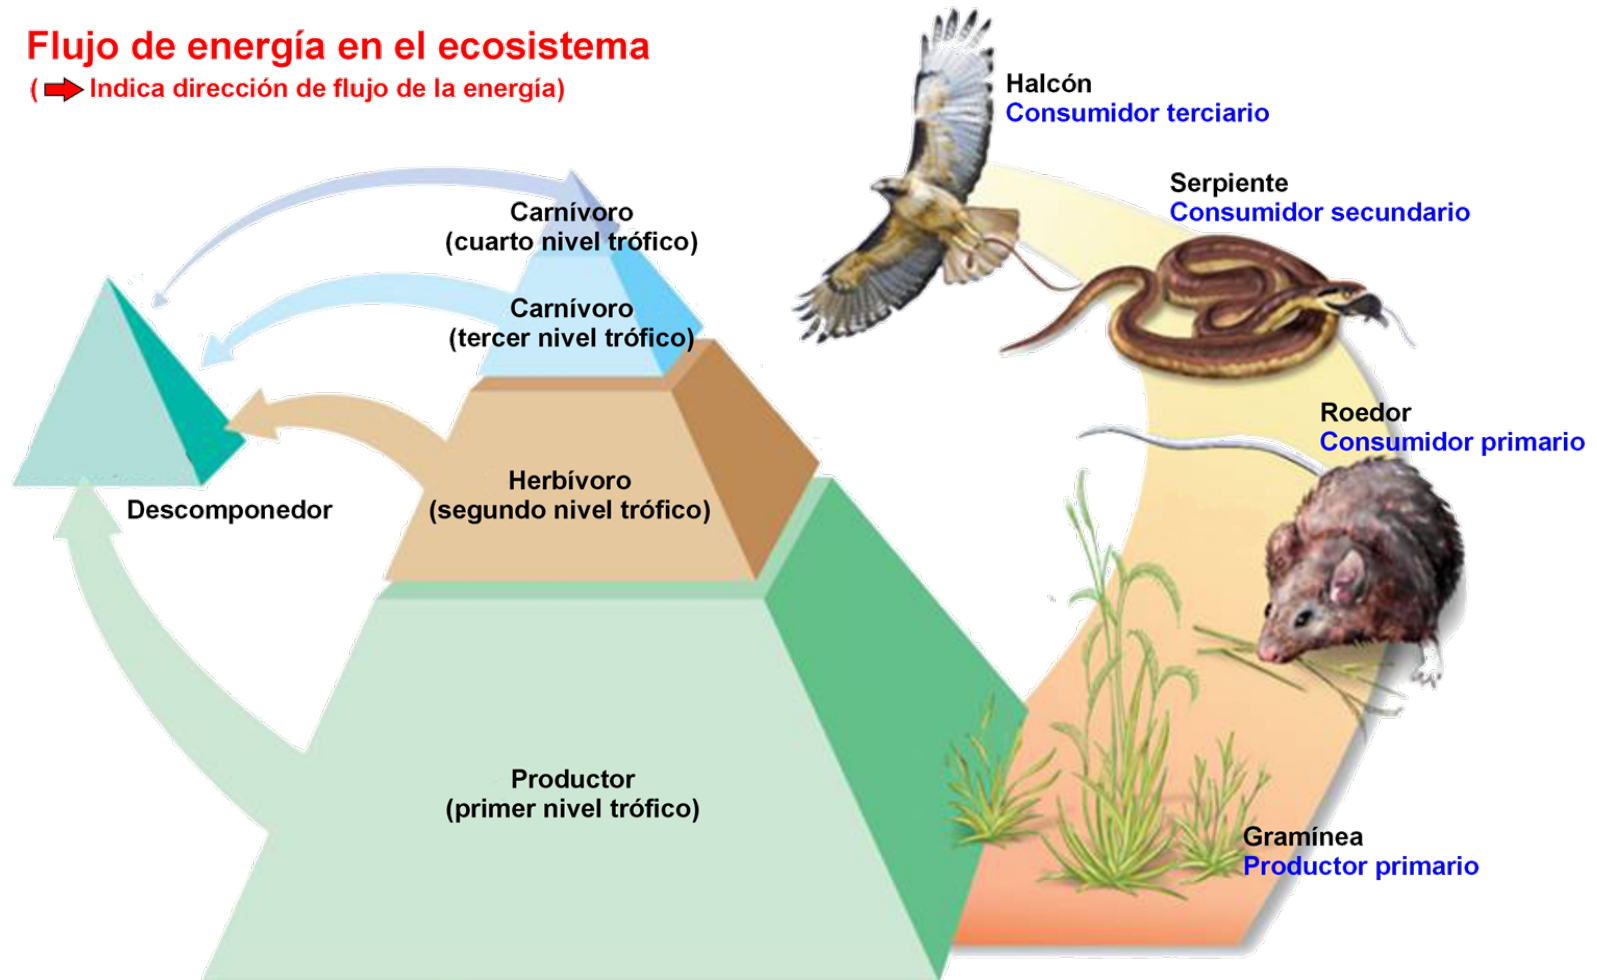 Flujo de energía en el ecosistema
( Indica dirección de flujo de la energía)
Halcón
Consumidor terciario
Serpiente
Consumidor secundario
Carnívoro
(cuarto nivel trófico)
Carnívoro
(tercer nivel trófico)
Roedor
Consumidor primario
Herbívoro
(segundo nivel trófico)
Descomponedor
Productor
(primer nivel trófico)
Gramínea
Productor primario